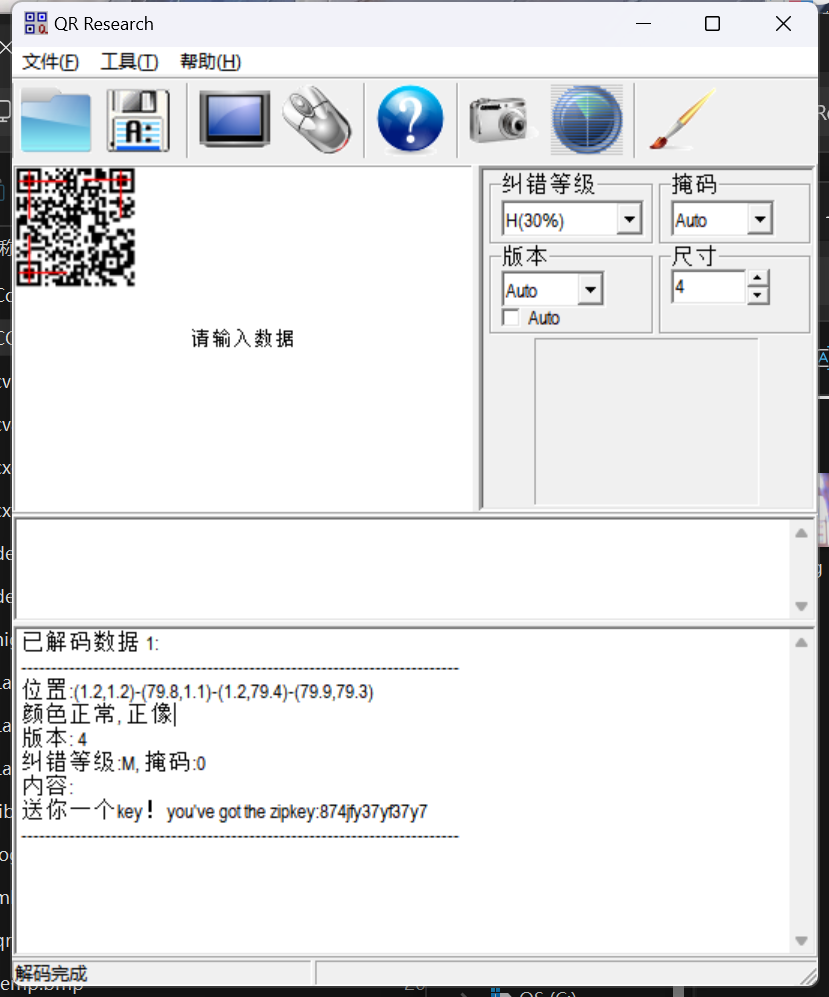 QR Research
文件(F) 工具(T) 帮助(H)
A:
纠错等级
掩码
H(30%)
Auto
版本
尺寸
Auto
4
Auto
请输入数据
已解码数据 1:
---------------------------------------------------------------------------
位置:(1.2,1.2)-(79.8,1.1)-(1.2,79.4)-(79.9,79.3)
颜色正常, 正像
版本: 4
纠错等级:M, 掩码:0
内容:
送你一个key！you've got the zipkey:874jfy37yf37y7
---------------------------------------------------------------------------
解码完成